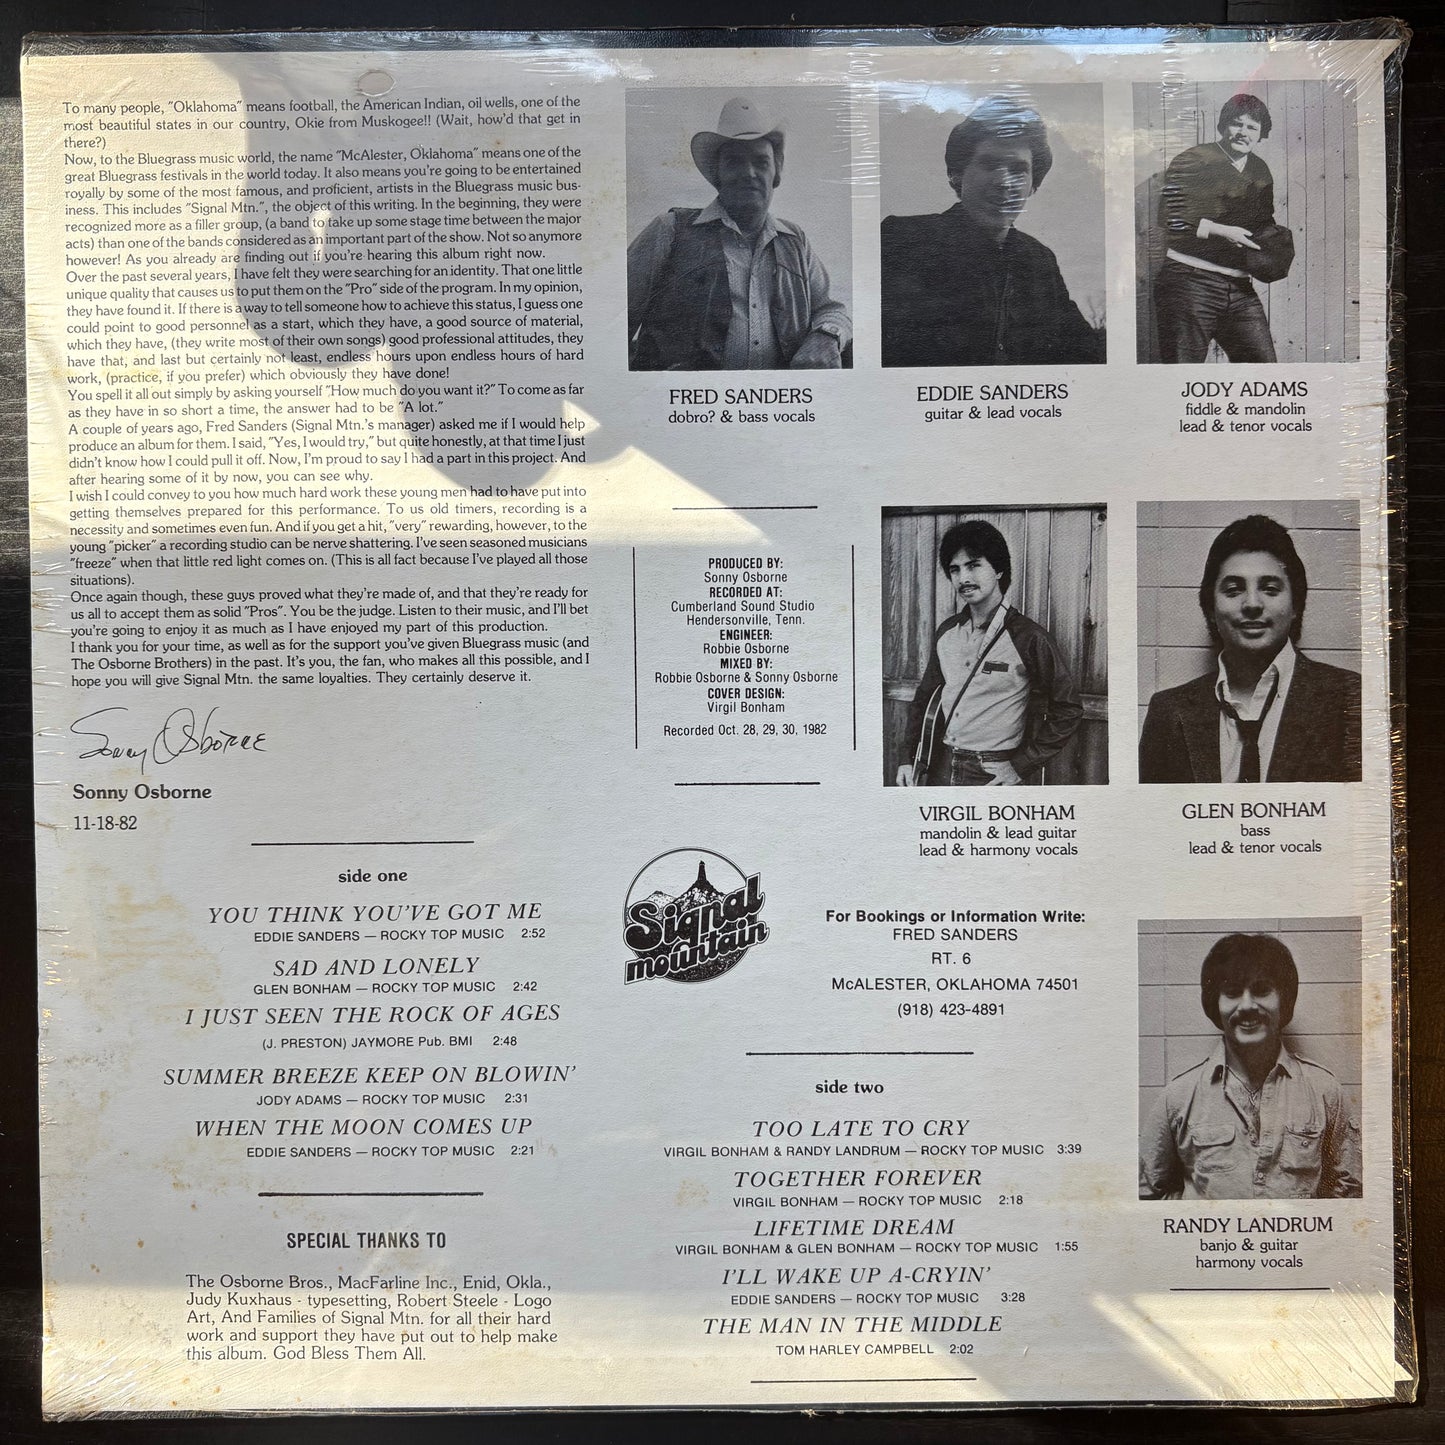 To many people, "Oklahoma" means football, the American Indian, oil wells, one of the
most beautiful states in our country, Okie from Muskogee!! (Wait, how'd that get in
there?)
Now, to the Bluegrass music world, the name "McAlester, Oklahoma" means one of the
great Bluegrass festivals in the world today. It also means you're going to be entertained
royally by some of the most famous, and proficient, artists in the Bluegrass music bus-
iness. This includes "Signal Mtn.", the object of this writing. In the beginning, they were
recognized more as a filler group, (a band to take up some stage time between the major
acts) than one of the bands considered as an important part of the show. Not so anymore
however! As you already are finding out if you're hearing this album right now.
Over the past several years, I have felt they were searching for an identity. That one little
unique quality that causes us to put them on the "Pro" side of the program. In my opinion,
they have found it. If there is a way to tell someone how to achieve this status, I guess one
could point to good personnel as a start, which they have, a good source of material,
which they have, (they write most of their own songs) good professional attitudes, they
have that, and last but certainly not least, endless hours upon endless hours of hard
work, (practice, if you prefer) which obviously they have done!
You spell it all out simply by asking yourself "How much do you want it?" To come as far
as they have in so short a time, the answer had to be "A lot."
A couple of years ago, Fred Sanders (Signal Mtn.'s manager) asked me if I would help
produce an album for them. I said, "Yes, I would try," but quite honestly, at that time I just
didn't know how I could pull it off. Now, I'm proud to say I had a part in this project. And
after hearing some of it by now, you can see why.
I wish I could convey to you how much hard work these young men had to have put into
getting themselves prepared for this performance. To us old timers, recording is a
necessity and sometimes even fun. And if you get a hit, "very" rewarding, however, to the
young "picker" a recording studio can be nerve shattering. I've seen seasoned musicians
"freeze" when that little red light comes on. (This is all fact because I've played all those
situations).
Once again though, these guys proved what they're made of, and that they're ready for
us all to accept them as solid "Pros". You be the judge. Listen to their music, and I'll bet
you're going to enjoy it as much as I have enjoyed my part of this production.
I thank you for your time, as well as for the support you've given Bluegrass music (and
The Osborne Brothers) in the past. It's you, the fan, who makes all this possible, and I
hope you will give Signal Mtn. the same loyalties. They certainly deserve it.
Sonny Osborne
Sonny Osborne
11-18-82
side one
YOU THINK YOU'VE GOT ME
EDDIE SANDERS — ROCKY TOP MUSIC 2:52
SAD AND LONELY
GLEN BONHAM — ROCKY TOP MUSIC 2:42
I JUST SEEN THE ROCK OF AGES
(J. PRESTON) JAYMORE Pub. BMI 2:48
SUMMER BREEZE KEEP ON BLOWIN'
JODY ADAMS — ROCKY TOP MUSIC 2:31
WHEN THE MOON COMES UP
EDDIE SANDERS — ROCKY TOP MUSIC 2:21
SPECIAL THANKS TO
The Osborne Bros., MacFarline Inc., Enid, Okla.,
Judy Kuxhaus - typesetting, Robert Steele - Logo
Art, And Families of Signal Mtn. for all their hard
work and support they have put out to help make
this album. God Bless Them All.
FRED SANDERS
dobro? & bass vocals
EDDIE SANDERS
guitar & lead vocals
JODY ADAMS
fiddle & mandolin
lead & tenor vocals
PRODUCED BY:
Sonny Osborne
RECORDED AT:
Cumberland Sound Studio
Hendersonville, Tenn.
ENGINEER:
Robbie Osborne
MIXED BY:
Robbie Osborne & Sonny Osborne
COVER DESIGN:
Virgil Bonham
Recorded Oct. 28, 29, 30, 1982
VIRGIL BONHAM
mandolin & lead guitar
lead & harmony vocals
GLEN BONHAM
bass
lead & tenor vocals
Signal
mountain
For Bookings or Information Write:
FRED SANDERS
RT. 6
McALESTER, OKLAHOMA 74501
(918) 423-4891
side two
TOO LATE TO CRY
VIRGIL BONHAM & RANDY LANDRUM — ROCKY TOP MUSIC 3:39
TOGETHER FOREVER
VIRGIL BONHAM — ROCKY TOP MUSIC 2:18
LIFETIME DREAM
VIRGIL BONHAM & GLEN BONHAM — ROCKY TOP MUSIC 1:55
I'LL WAKE UP A-CRYIN'
EDDIE SANDERS — ROCKY TOP MUSIC 3:28
THE MAN IN THE MIDDLE
TOM HARLEY CAMPBELL 2:02
RANDY LANDRUM
banjo & guitar
harmony vocals